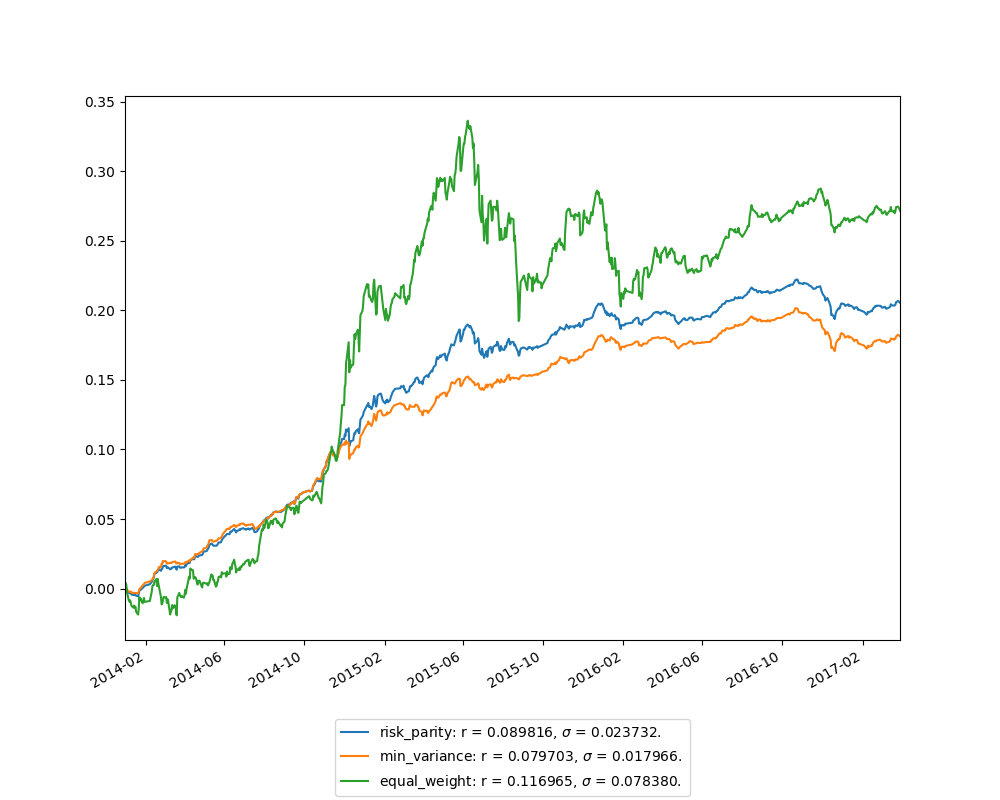 0.35
0.30
0.25
0.20
0.15
0.10
0.05
0.00
2014-02 2014-06 2014-10 2015-02 2015-06 2015-10 2016-02 2016-06 2016-10 2017-02
risk_parity: r = 0.089816, σ = 0.023732.
min_variance: r = 0.079703, σ = 0.017966.
equal_weight: r = 0.116965, σ = 0.078380.